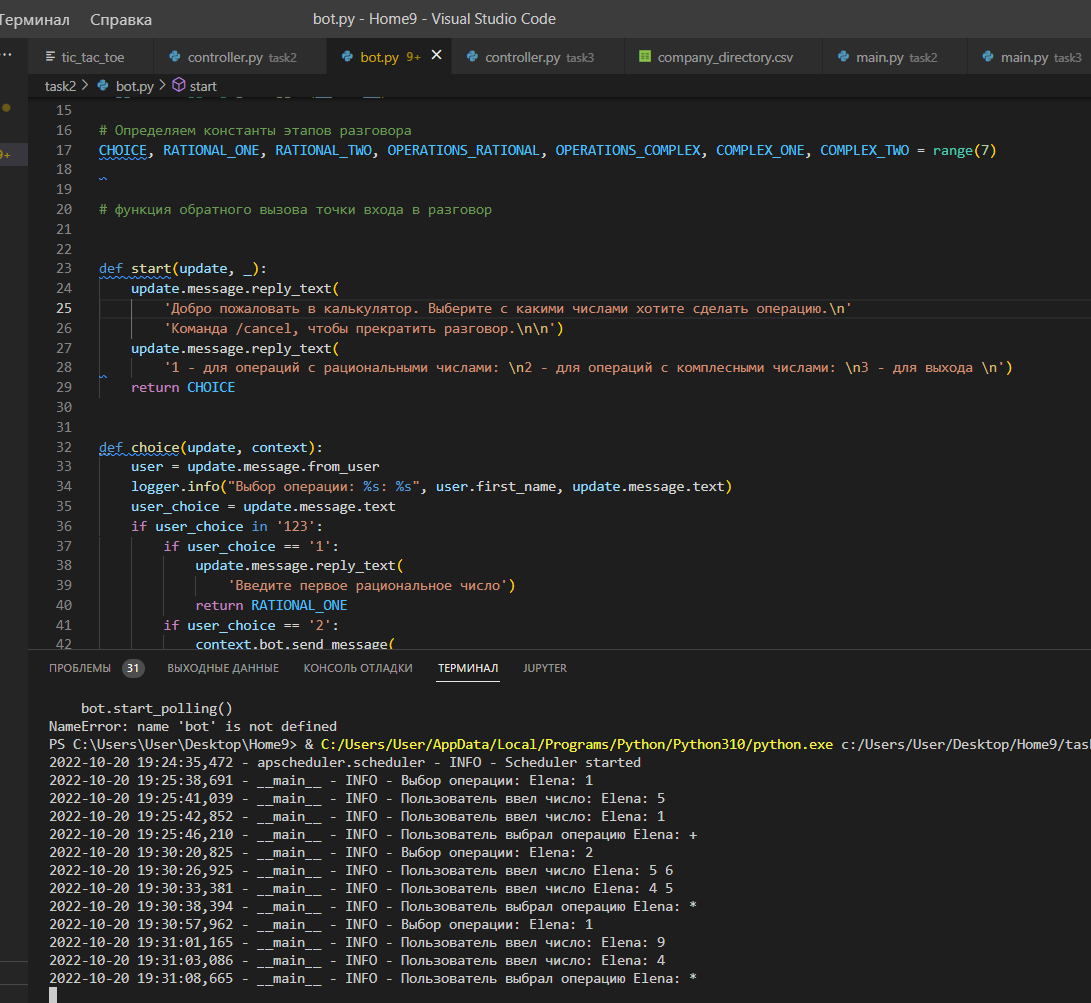 Терминал Справка bot.py - Home9 - Visual Studio Code
tic_tac_toe controller.py task2 bot.py 9+ controller.py task3 company_directory.csv main.py task2 main.py task3
task2 > bot.py > start
15
16 # Определяем константы этапов разговора
17 CHOICE, RATIONAL_ONE, RATIONAL_TWO, OPERATIONS_RATIONAL, OPERATIONS_COMPLEX, COMPLEX_ONE, COMPLEX_TWO = range(7)
18
19
20 # функция обратного вызова точки входа в разговор
21
22
23 def start(update, _):
24 update.message.reply_text(
25 'Добро пожаловать в калькулятор. Выберите с какими числами хотите сделать операцию.\n'
26 'Команда /cancel, чтобы прекратить разговор.\n\n')
27 update.message.reply_text(
28 '1 - для операций с рациональными числами: \n2 - для операций с комплесными числами: \n3 - для выхода \n')
29 return CHOICE
30
31
32 def choice(update, context):
33 user = update.message.from_user
34 logger.info("Выбор операции: %s: %s", user.first_name, update.message.text)
35 user_choice = update.message.text
36 if user_choice in '123':
37 if user_choice == '1':
38 update.message.reply_text(
39 'Введите первое рациональное число')
40 return RATIONAL_ONE
41 if user_choice == '2':
42 context.bot.send_message(
ПРОБЛЕМЫ 31 ВЫХОДНЫЕ ДАННЫЕ КОНСОЛЬ ОТЛАДКИ ТЕРМИНАЛ JUPYTER
bot.start_polling()
NameError: name 'bot' is not defined
PS C:\Users\User\Desktop\Home9> & C:/Users/User/AppData/Local/Programs/Python/Python310/python.exe c:/Users/User/Desktop/Home9/tas
2022-10-20 19:24:35,472 - apscheduler.scheduler - INFO - Scheduler started
2022-10-20 19:25:38,691 - __main__ - INFO - Выбор операции: Elena: 1
2022-10-20 19:25:41,039 - __main__ - INFO - Пользователь ввел число: Elena: 5
2022-10-20 19:25:42,852 - __main__ - INFO - Пользователь ввел число: Elena: 1
2022-10-20 19:25:46,210 - __main__ - INFO - Пользователь выбрал операцию Elena: +
2022-10-20 19:30:20,825 - __main__ - INFO - Выбор операции: Elena: 2
2022-10-20 19:30:26,925 - __main__ - INFO - Пользователь ввел число Elena: 5 6
2022-10-20 19:30:33,381 - __main__ - INFO - Пользователь ввел число Elena: 4 5
2022-10-20 19:30:38,394 - __main__ - INFO - Пользователь выбрал операцию Elena: *
2022-10-20 19:30:57,962 - __main__ - INFO - Выбор операции: Elena: 1
2022-10-20 19:31:01,165 - __main__ - INFO - Пользователь ввел число: Elena: 9
2022-10-20 19:31:03,086 - __main__ - INFO - Пользователь ввел число: Elena: 4
2022-10-20 19:31:08,665 - __main__ - INFO - Пользователь выбрал операцию Elena: *